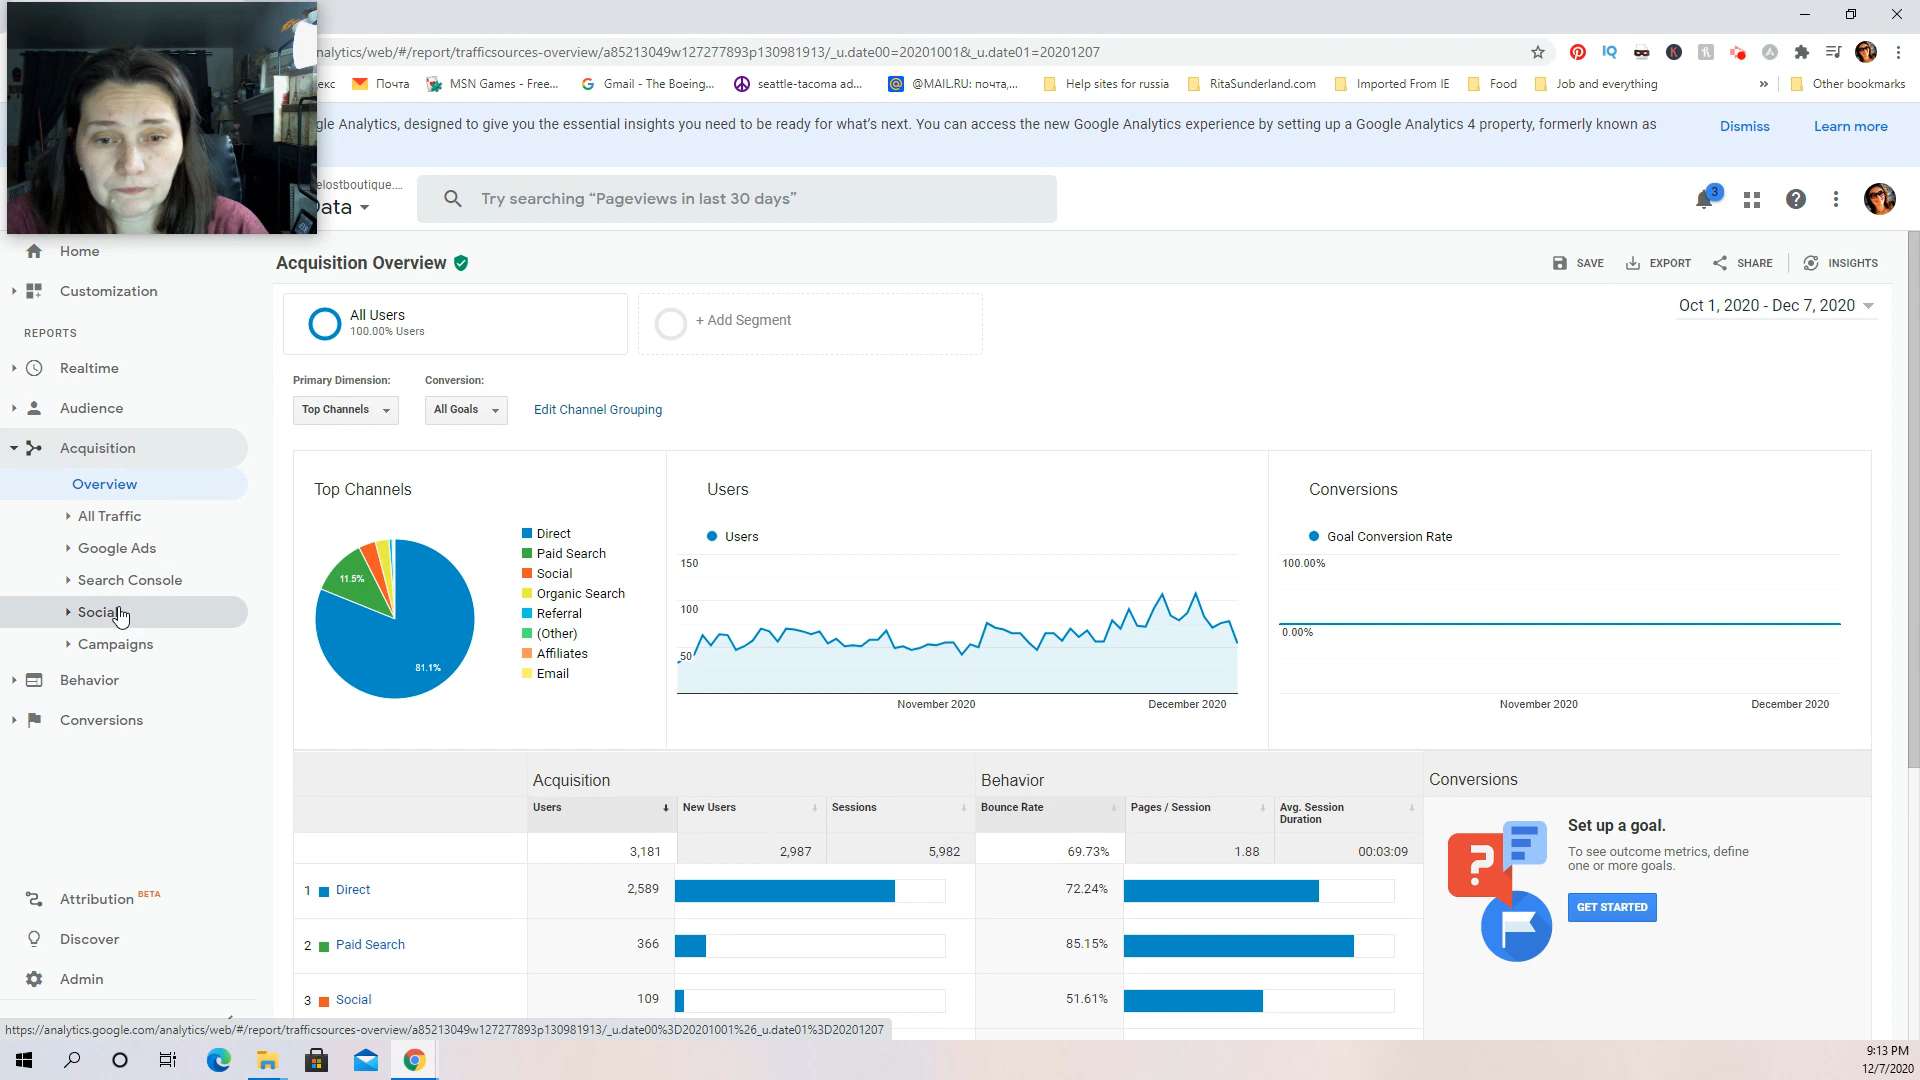 nalytics/web/#/report/trafficsources-overview/a85213049w127277893p130981913/_u.date00=20201001&_u.date01=20201207
екс Почта MSN Games - Free... Gmail - The Boeing... seattle-tacoma ad... @MAIL.RU: почта,... Help sites for russia RitaSunderland.com Imported From IE Food Job and everything » Other bookmarks
gle Analytics, designed to give you the essential insights you need to be ready for what's next. You can access the new Google Analytics experience by setting up a Google Analytics 4 property, formerly known as
Dismiss Learn more
elostboutique....
Data
Try searching “Pageviews in last 30 days”
3
Home
Customization
REPORTS
Realtime
Audience
Acquisition
Overview
All Traffic
Google Ads
Search Console
Social
Campaigns
Behavior
Conversions
Attribution BETA
Discover
Admin
Acquisition Overview
SAVE EXPORT SHARE INSIGHTS
All Users
100.00% Users
+ Add Segment
Oct 1, 2020 - Dec 7, 2020
Primary Dimension: Conversion:
Top Channels All Goals Edit Channel Grouping
Top Channels
11.5%
81.1%
Direct
Paid Search
Social
Organic Search
Referral
(Other)
Affiliates
Email
Users
Users
150
100
50
November 2020 December 2020
Conversions
Goal Conversion Rate
100.00%
0.00%
November 2020 December 2020
Acquisition Behavior Conversions
Users New Users Sessions Bounce Rate Pages / Session Avg. Session
Duration
3,181 2,987 5,982 69.73% 1.88 00:03:09
1 Direct 2,589 72.24%
2 Paid Search 366 85.15%
3 Social 109 51.61%
Set up a goal.
To see outcome metrics, define
one or more goals.
GET STARTED
https://analytics.google.com/analytics/web/#/report/trafficsources-overview/a85213049w127277893p130981913/_u.date00%3D20201001%26_u.date01%3D20201207
9:13 PM
12/7/2020